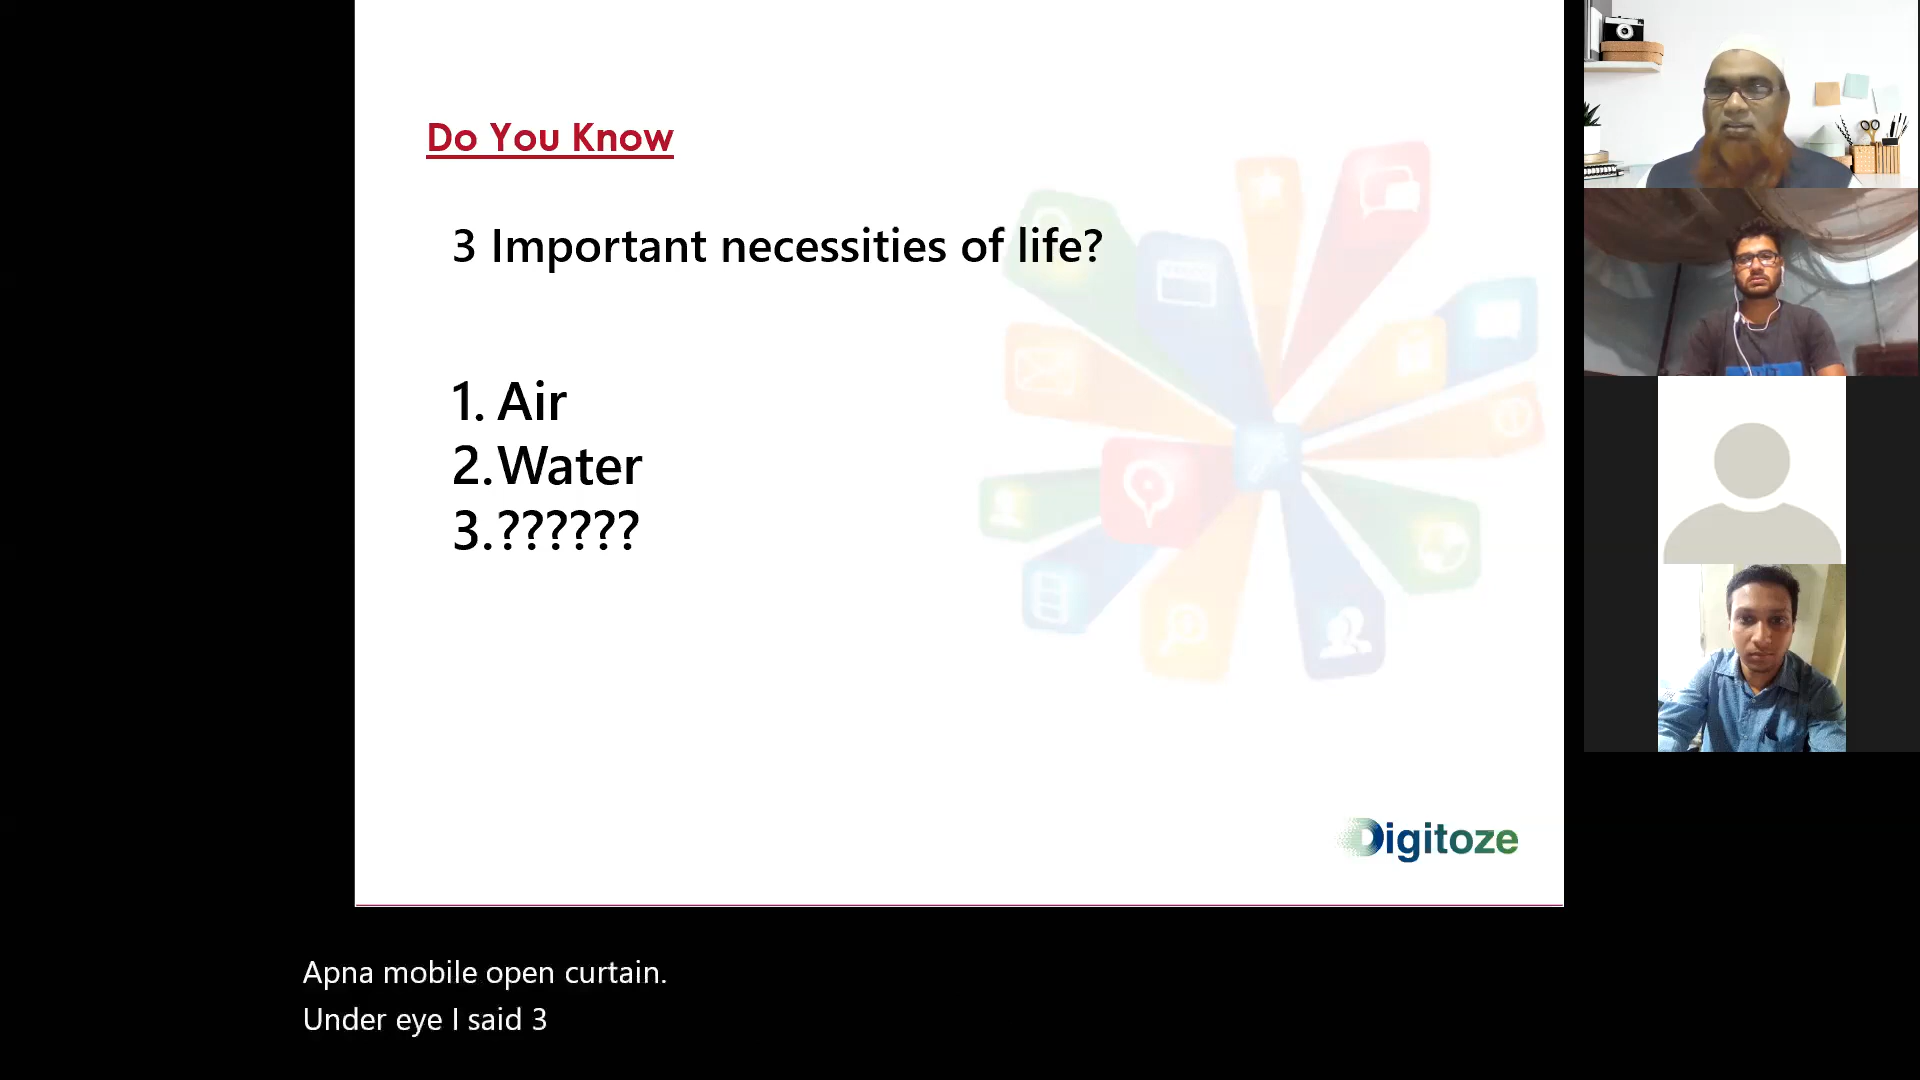 Do You Know
3 Important necessities of life?
1. Air
2. Water
3. ??????
Digitoze
Apna mobile open curtain.
Under eye I said 3